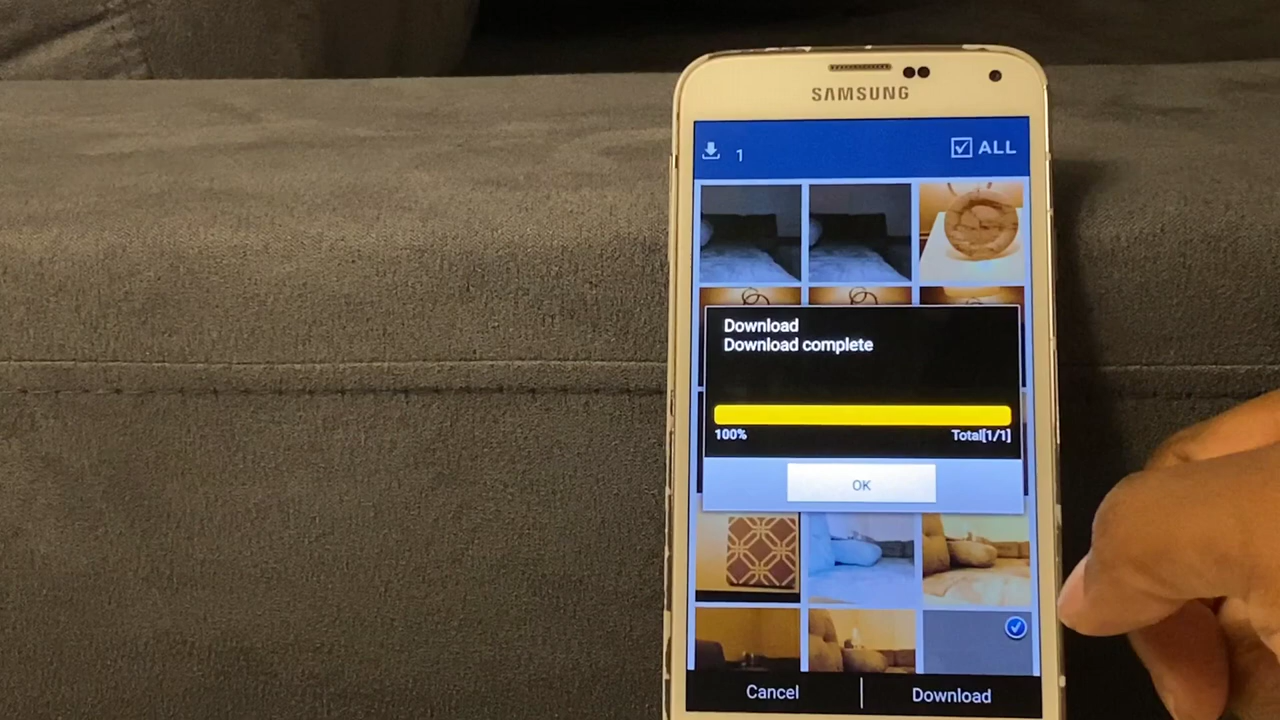 SAMSUNG
1
ALL
Download
Download complete
100%
Total[1/1]
OK
Cancel
Download